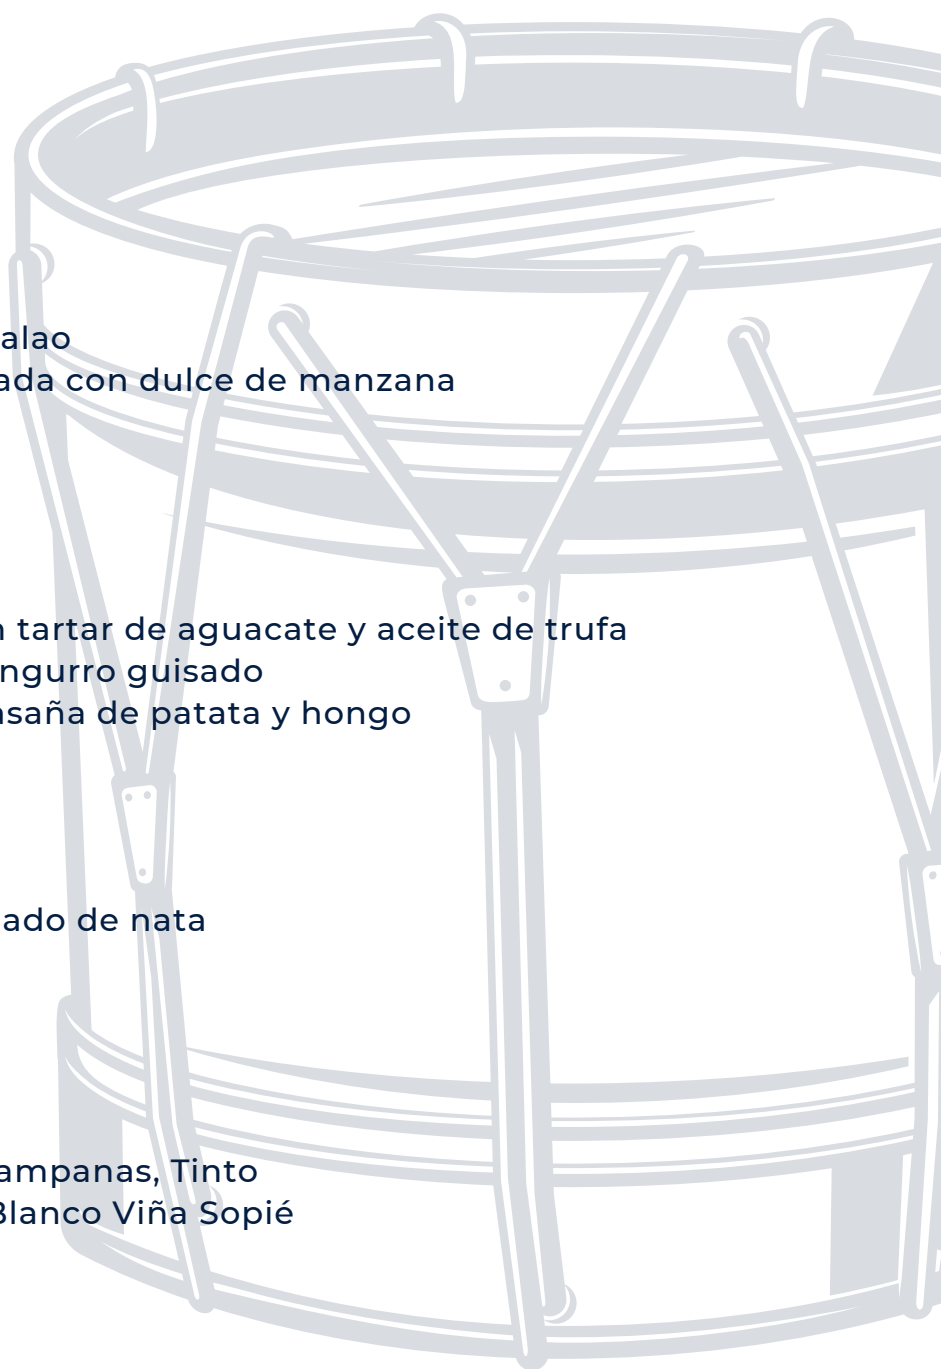 alao
ada con dulce de manzana
n tartar de aguacate y aceite de trufa
ngurro guisado
asaña de patata y hongo
ado de nata
ampanas, Tinto
Blanco Viña Sopié